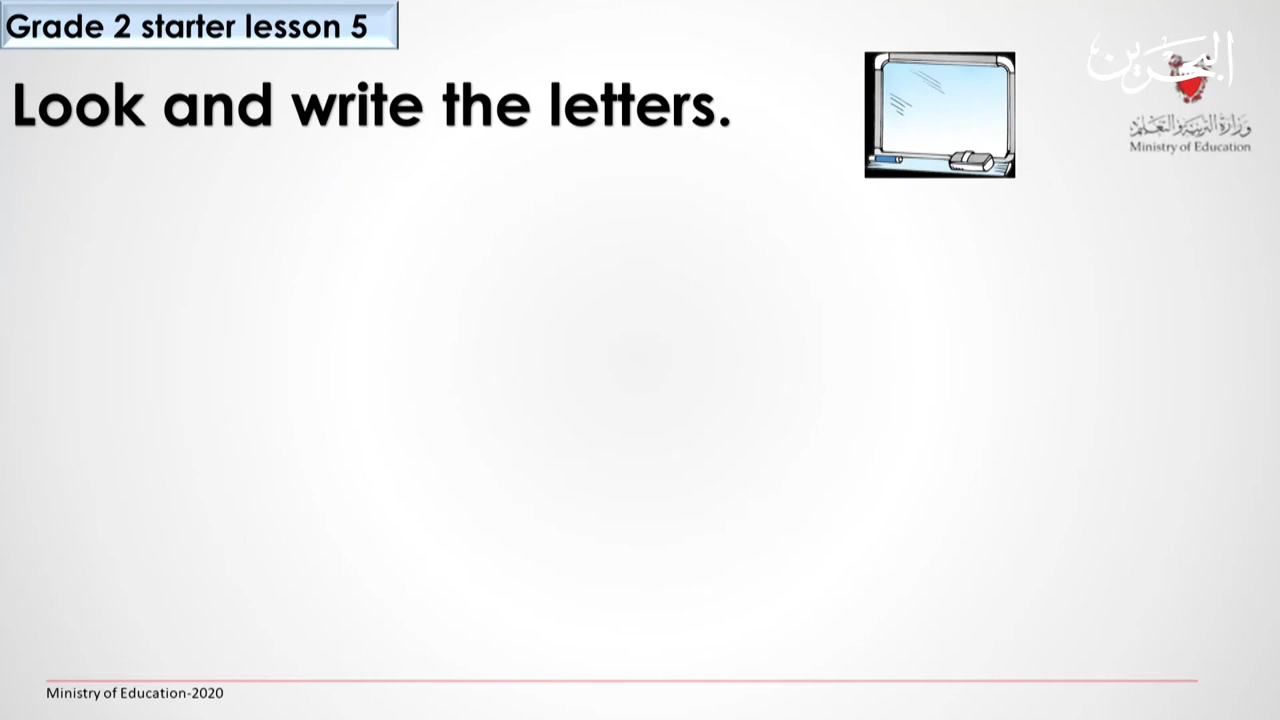 Grade 2 starter lesson 5
البحرين
Look and write the letters.
وزارة التربية والتعليم
Ministry of Education
Ministry of Education-2020